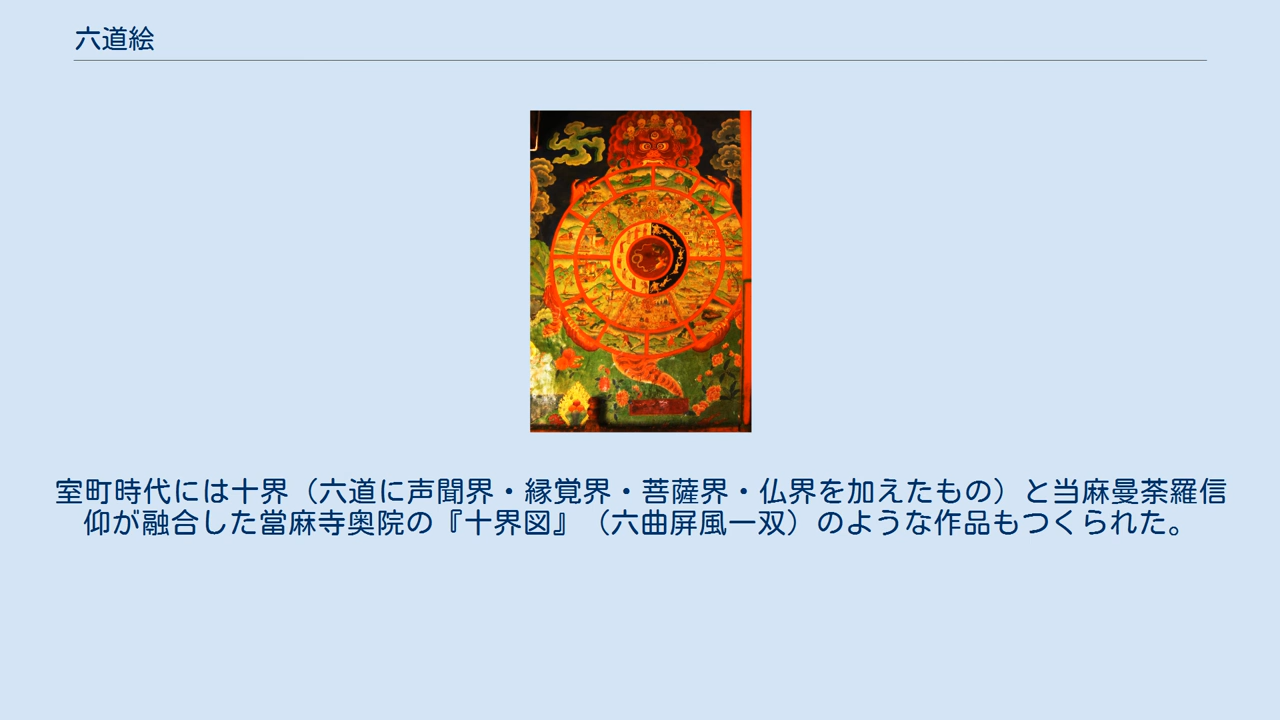 六道絵
室町時代には十界（六道に声聞界・縁覚界・菩薩界・仏界を加えたもの）と当麻曼荼羅信
仰が融合した當麻寺奥院の『十界図』（六曲屏風一双）のような作品もつくられた。